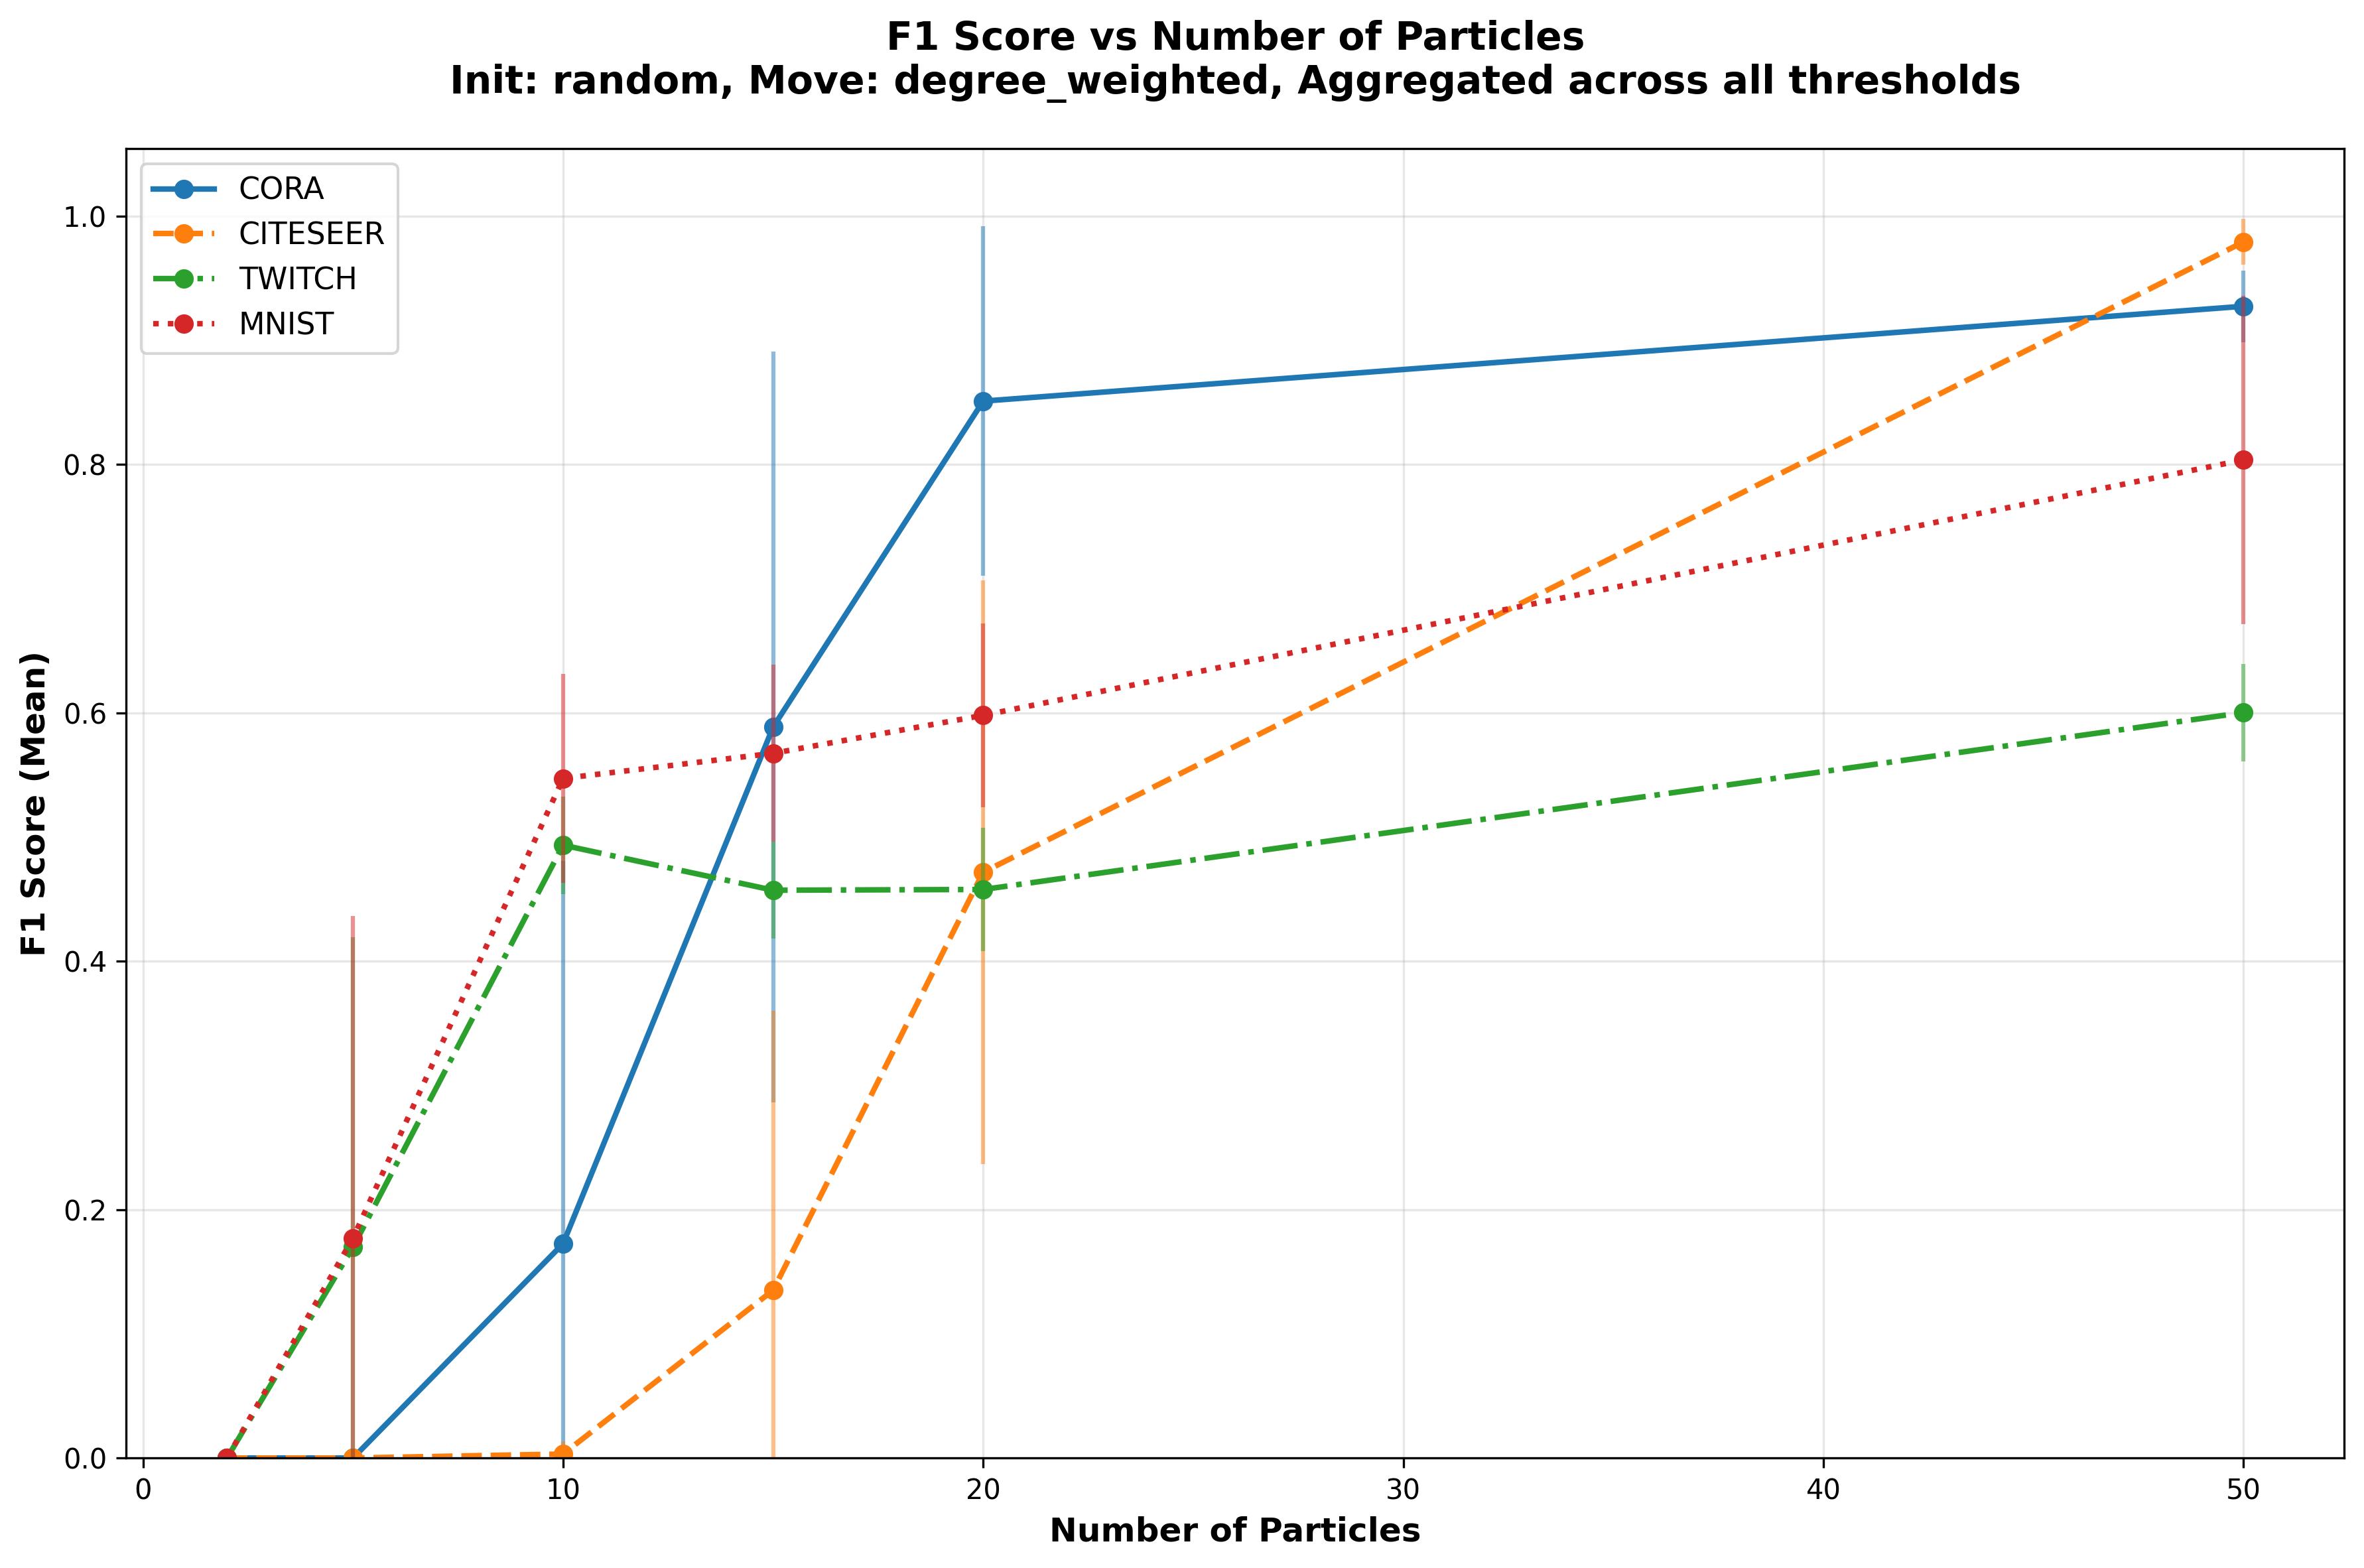 F1 Score vs Number of Particles
Init: random, Move: degree_weighted, Aggregated across all thresholds
CORA
CITESEER
TWITCH
MNIST
1.0
0.8
0.6
0.4
0.2
0.0
F1 Score (Mean)
0 10 20 30 40 50
Number of Particles